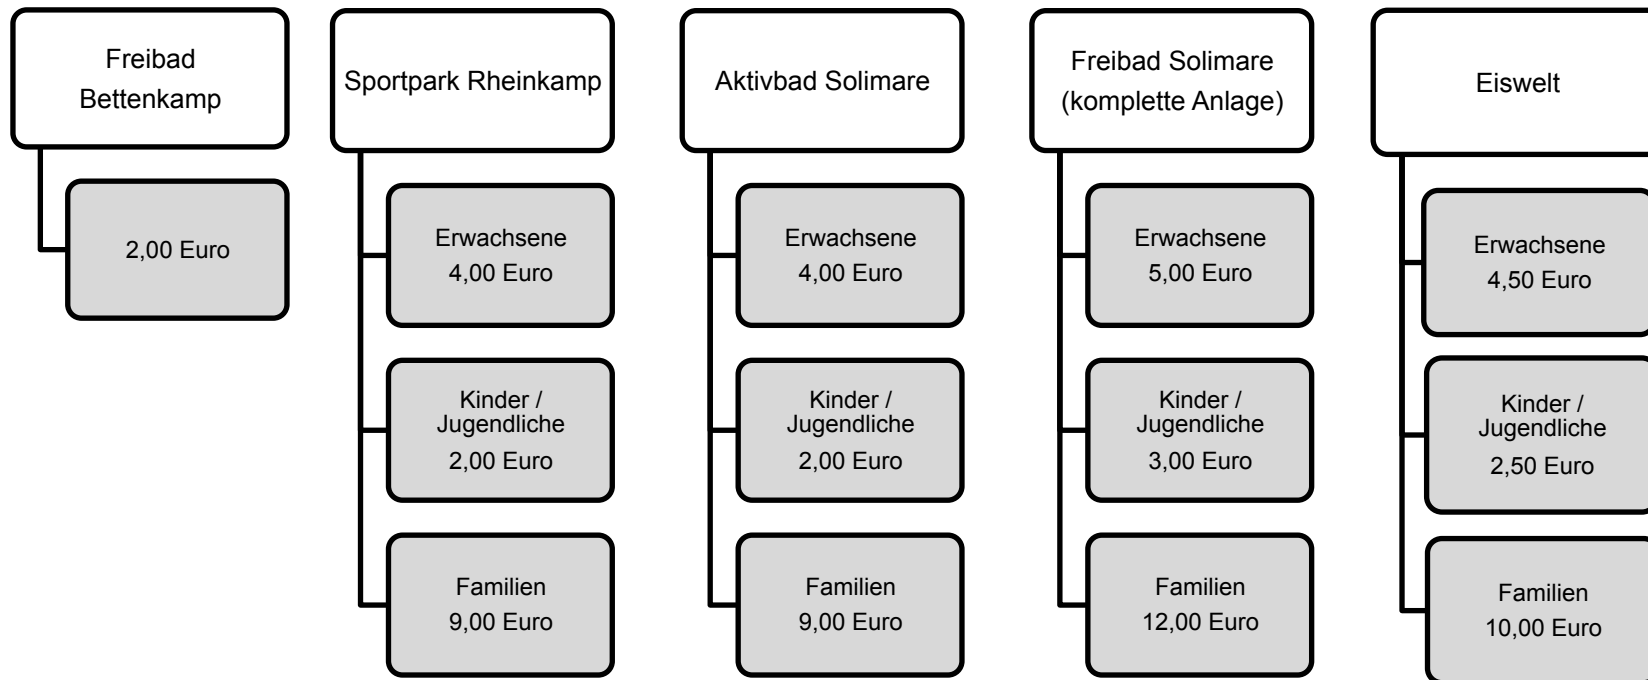 Freibad
Bettenkamp
2,00 Euro
Sportpark Rheinkamp
Erwachsene
4,00 Euro
Kinder /
Jugendliche
2,00 Euro
Familien
9,00 Euro
Aktivbad Solimare
Erwachsene
4,00 Euro
Kinder /
Jugendliche
2,00 Euro
Familien
9,00 Euro
Freibad Solimare
(komplette Anlage)
Erwachsene
5,00 Euro
Kinder /
Jugendliche
3,00 Euro
Familien
12,00 Euro
Eiswelt
Erwachsene
4,50 Euro
Kinder /
Jugendliche
2,50 Euro
Familien
10,00 Euro